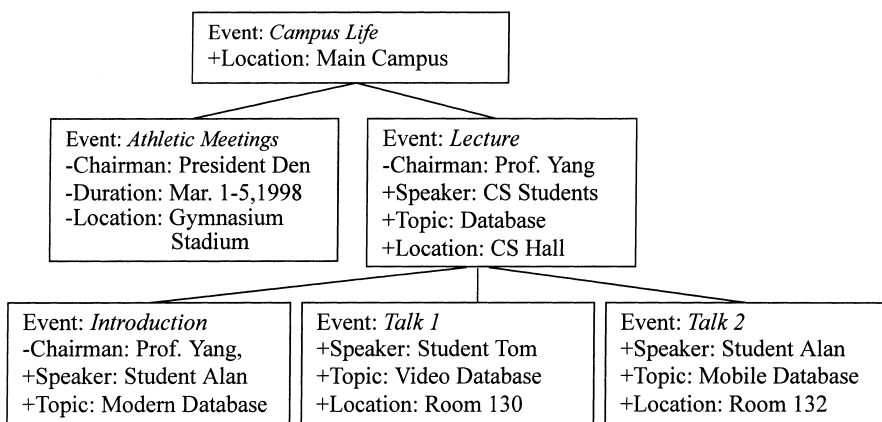 Event: Campus Life
+Location: Main Campus
Event: Athletic Meetings
-Chairman: President Den
-Duration: Mar. 1-5,1998
-Location: Gymnasium
Stadium
Event: Lecture
-Chairman: Prof. Yang
+Speaker: CS Students
+Topic: Database
+Location: CS Hall
Event: Introduction
-Chairman: Prof. Yang,
+Speaker: Student Alan
+Topic: Modern Database
Event: Talk 1
+Speaker: Student Tom
+Topic: Video Database
+Location: Room 130
Event: Talk 2
+Speaker: Student Alan
+Topic: Mobile Database
+Location: Room 132